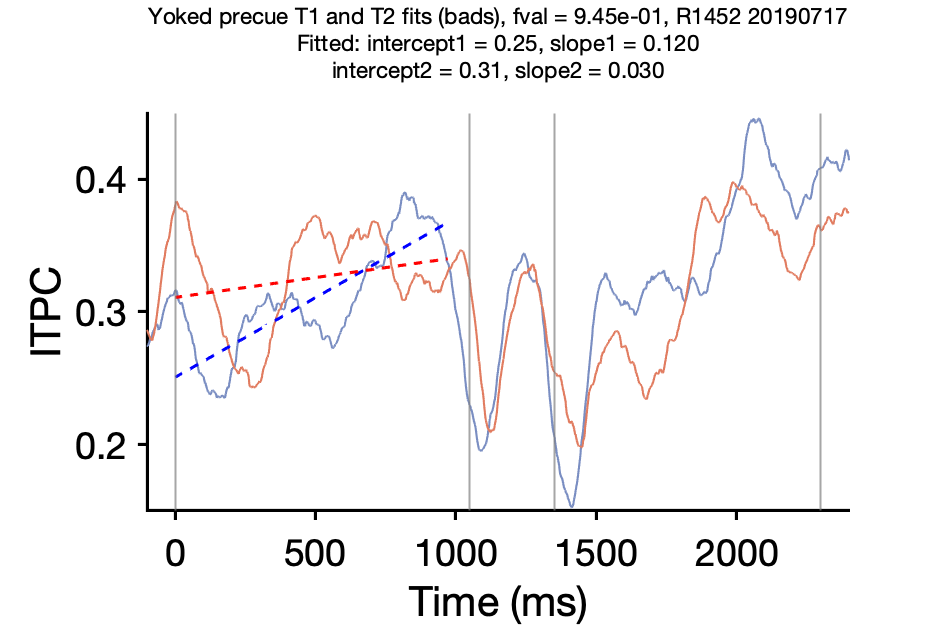 Yoked precue T1 and T2 fits (bads), fval = 9.45e-01, R1452 20190717
Fitted: intercept1 = 0.25, slope1 = 0.120
intercept2 = 0.31, slope2 = 0.030
0.4
0.3
0.2
ITPC
0 500 1000 1500 2000
Time (ms)